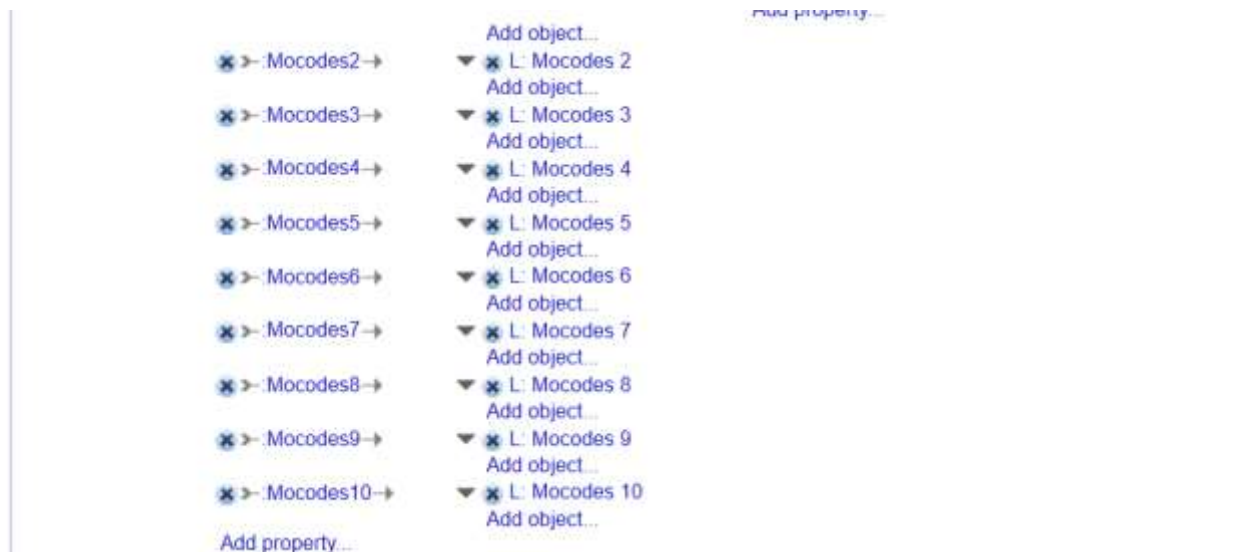 Add property...
Add object...
:Mocodes2
L: Mocodes 2
Add object...
:Mocodes3
L: Mocodes 3
Add object...
:Mocodes4
L: Mocodes 4
Add object...
:Mocodes5
L: Mocodes 5
Add object...
:Mocodes6
L: Mocodes 6
Add object...
:Mocodes7
L: Mocodes 7
Add object...
:Mocodes8
L: Mocodes 8
Add object...
:Mocodes9
L: Mocodes 9
Add object...
:Mocodes10
L: Mocodes 10
Add object...
Add property...